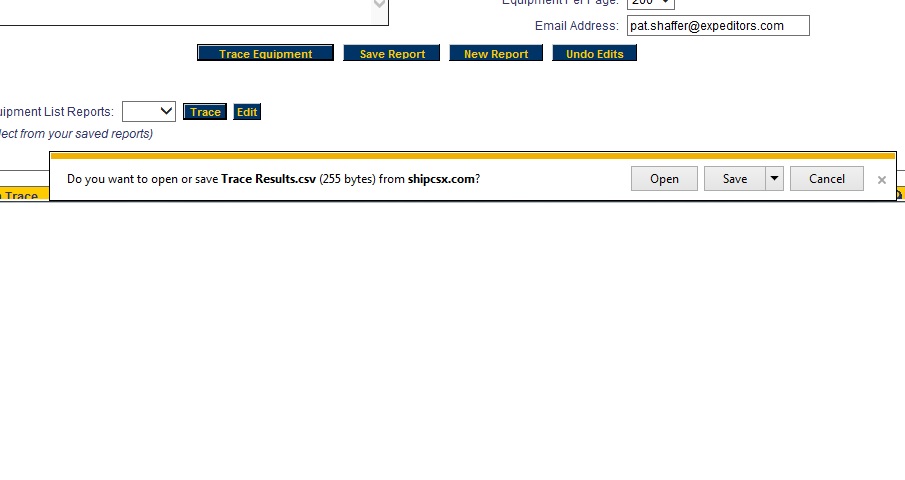 Equipment Per Page: 200
Email Address: pat.shaffer@expeditors.com
Trace Equipment Save Report New Report Undo Edits
uipment List Reports: Trace Edit
lect from your saved reports)
Do you want to open or save Trace Results.csv (255 bytes) from shipcsx.com? Open Save Cancel ×
Trace